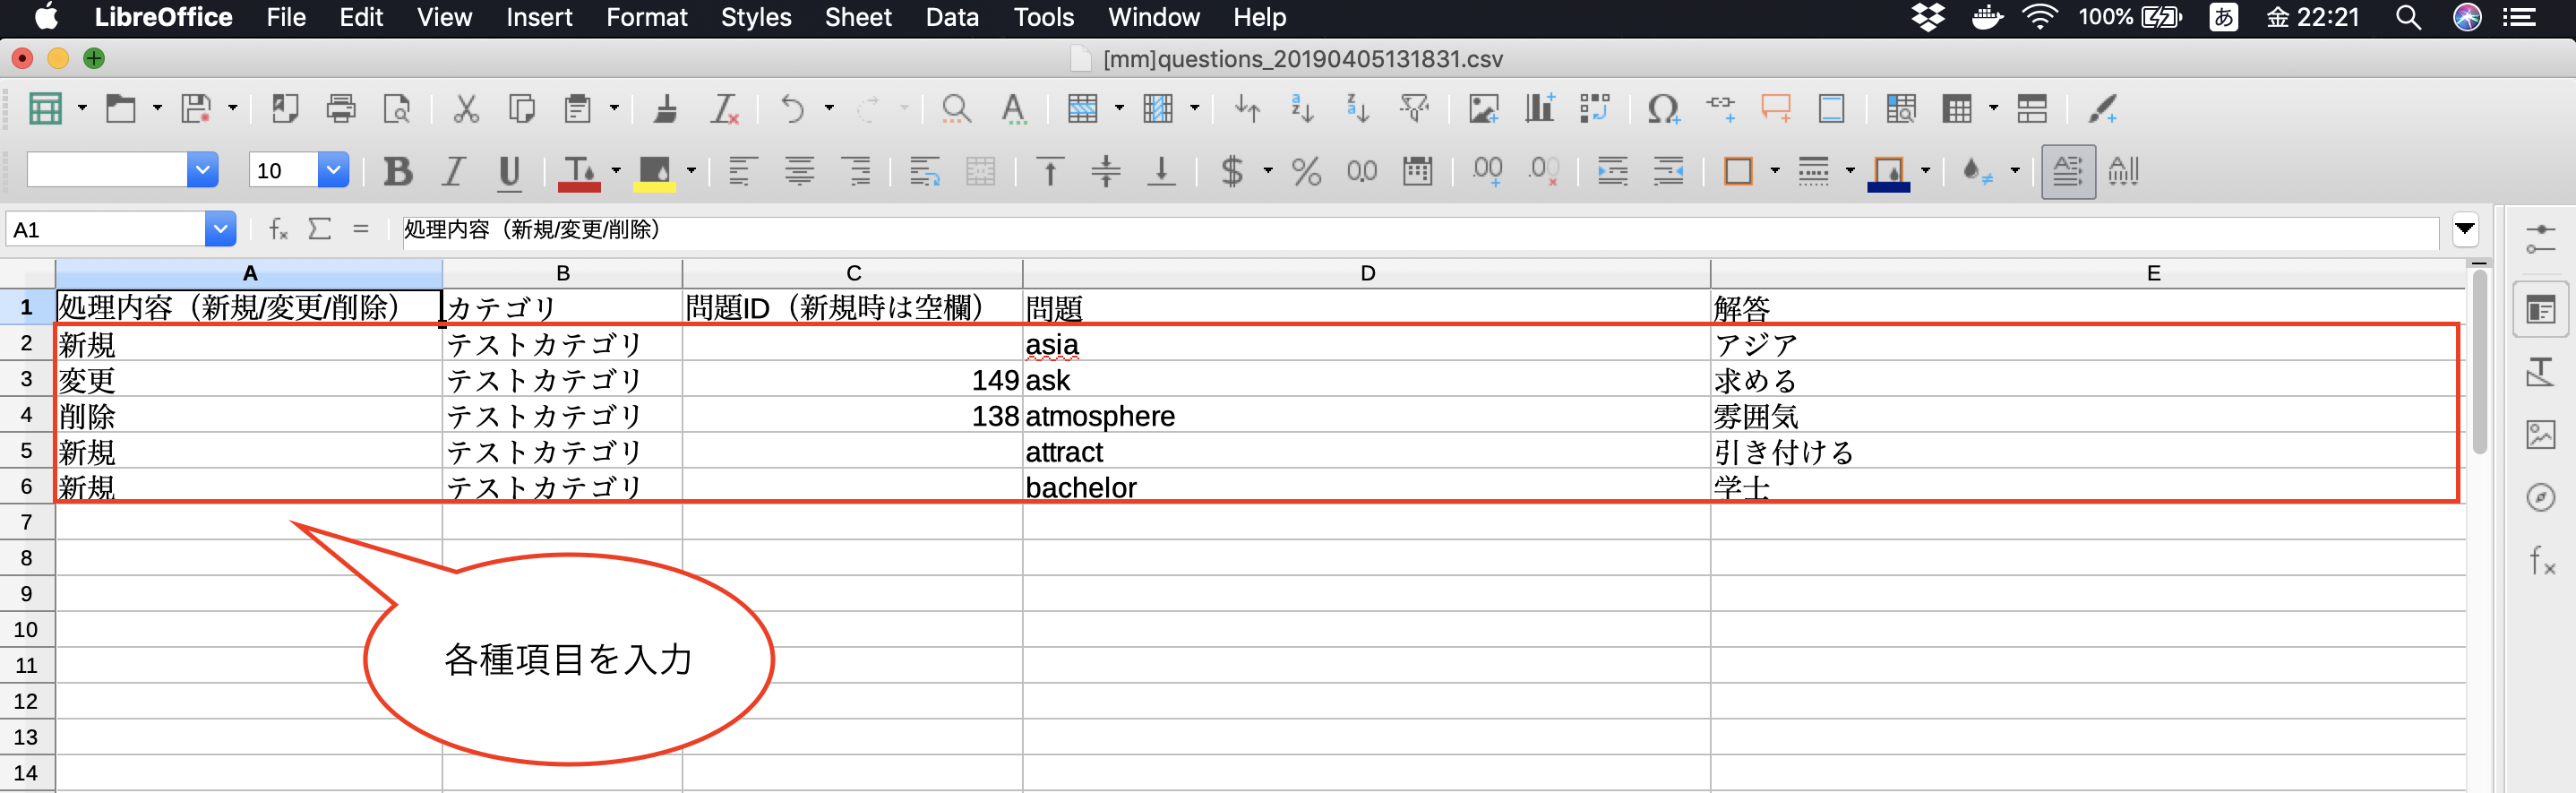 LibreOffice File Edit View Insert Format Styles Sheet Data Tools Window Help 100% あ 金 22:21
[mm]questions_20190405131831.csv
10
A1 処理内容（新規/変更/削除）
A B C D E
1 処理内容（新規/変更/削除） カテゴリ 問題ID（新規時は空欄） 問題 解答
2 新規 テストカテゴリ asia アジア
3 変更 テストカテゴリ 149 ask 求める
4 削除 テストカテゴリ 138 atmosphere 雰囲気
5 新規 テストカテゴリ attract 引き付ける
6 新規 テストカテゴリ bachelor 学士
7
8
9
10
11
各種項目を入力
12
13
14